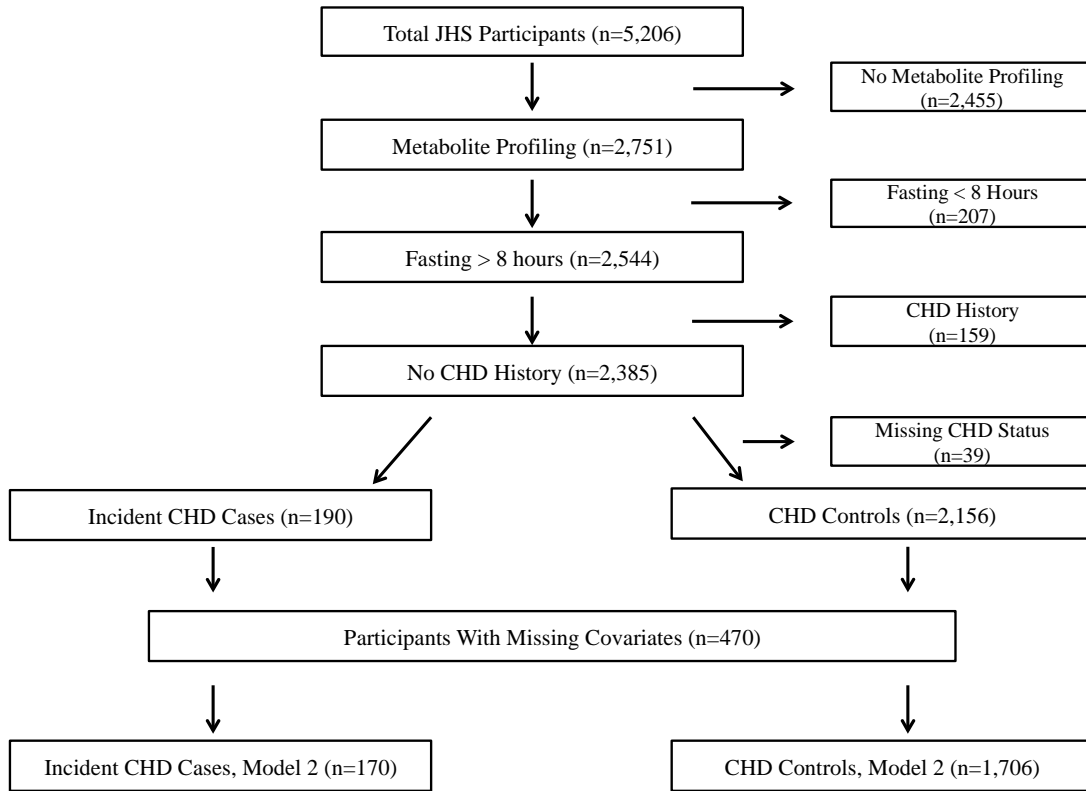 Total JHS Participants (n=5,206)
No Metabolite Profiling
(n=2,455)
Metabolite Profiling (n=2,751)
Fasting < 8 Hours
(n=207)
Fasting > 8 hours (n=2,544)
CHD History
(n=159)
No CHD History (n=2,385)
Missing CHD Status
(n=39)
Incident CHD Cases (n=190)
CHD Controls (n=2,156)
Participants With Missing Covariates (n=470)
Incident CHD Cases, Model 2 (n=170)
CHD Controls, Model 2 (n=1,706)